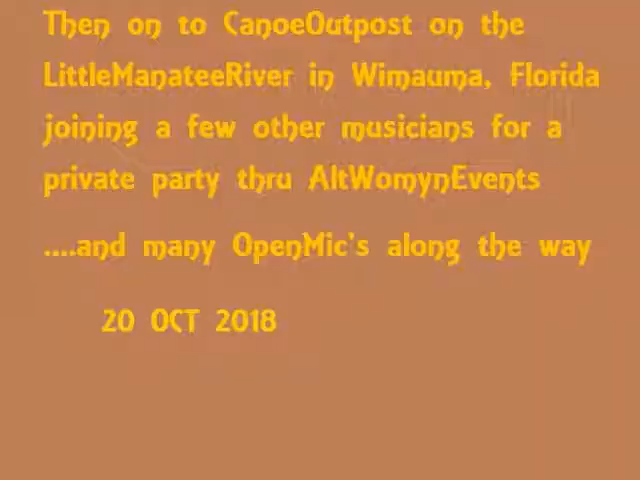 Then on to CanoeOutpost on the
LittleManateeRiver in Wimauma, Florida
joining a few other musicians for a
private party thru AltWomynEvents
....and many OpenMic's along the way
20 OCT 2018